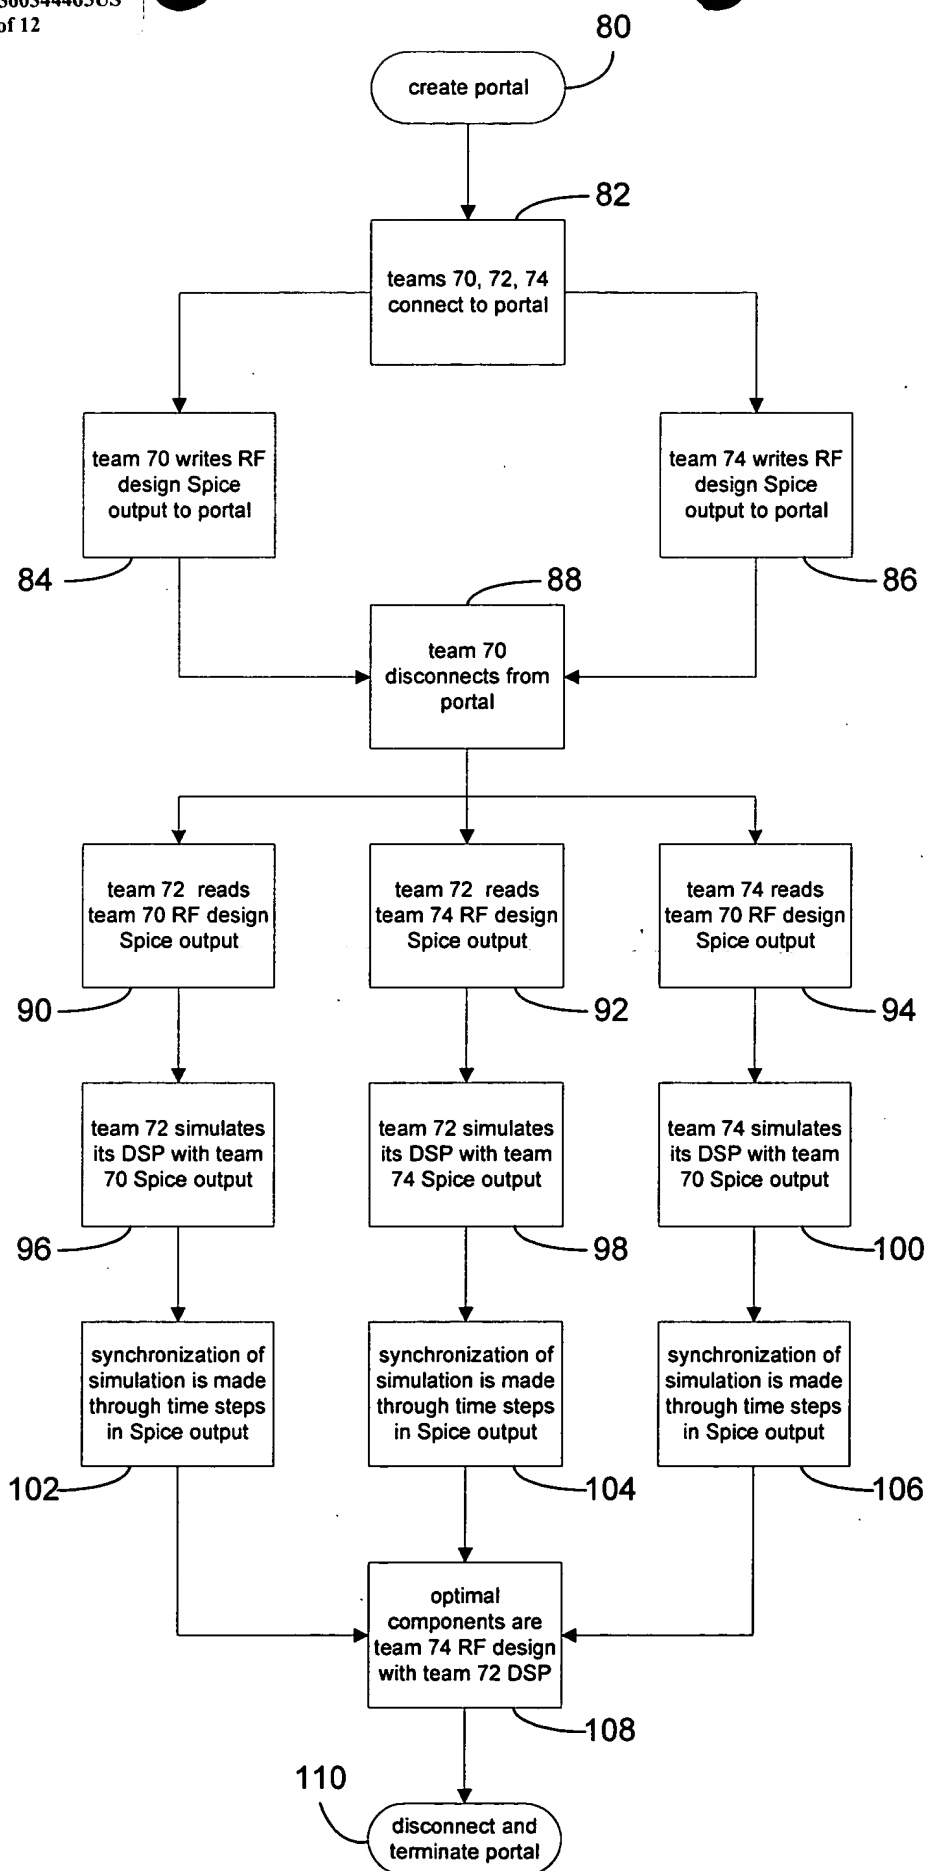 of 12
80
create portal
82
teams 70, 72, 74
connect to portal
team 70 writes RF
design Spice
output to portal
84
team 74 writes RF
design Spice
output to portal
86
88
team 70
disconnects from
portal
team 72 reads
team 70 RF design
Spice output
90
team 72 reads
team 74 RF design
Spice output
92
team 74 reads
team 70 RF design
Spice output
94
team 72 simulates
its DSP with team
70 Spice output
96
team 72 simulates
its DSP with team
74 Spice output
98
team 74 simulates
its DSP with team
70 Spice output
100
synchronization of
simulation is made
through time steps
in Spice output
102
synchronization of
simulation is made
through time steps
in Spice output
104
synchronization of
simulation is made
through time steps
in Spice output
106
optimal
components are
team 74 RF design
with team 72 DSP
108
110
disconnect and
terminate portal